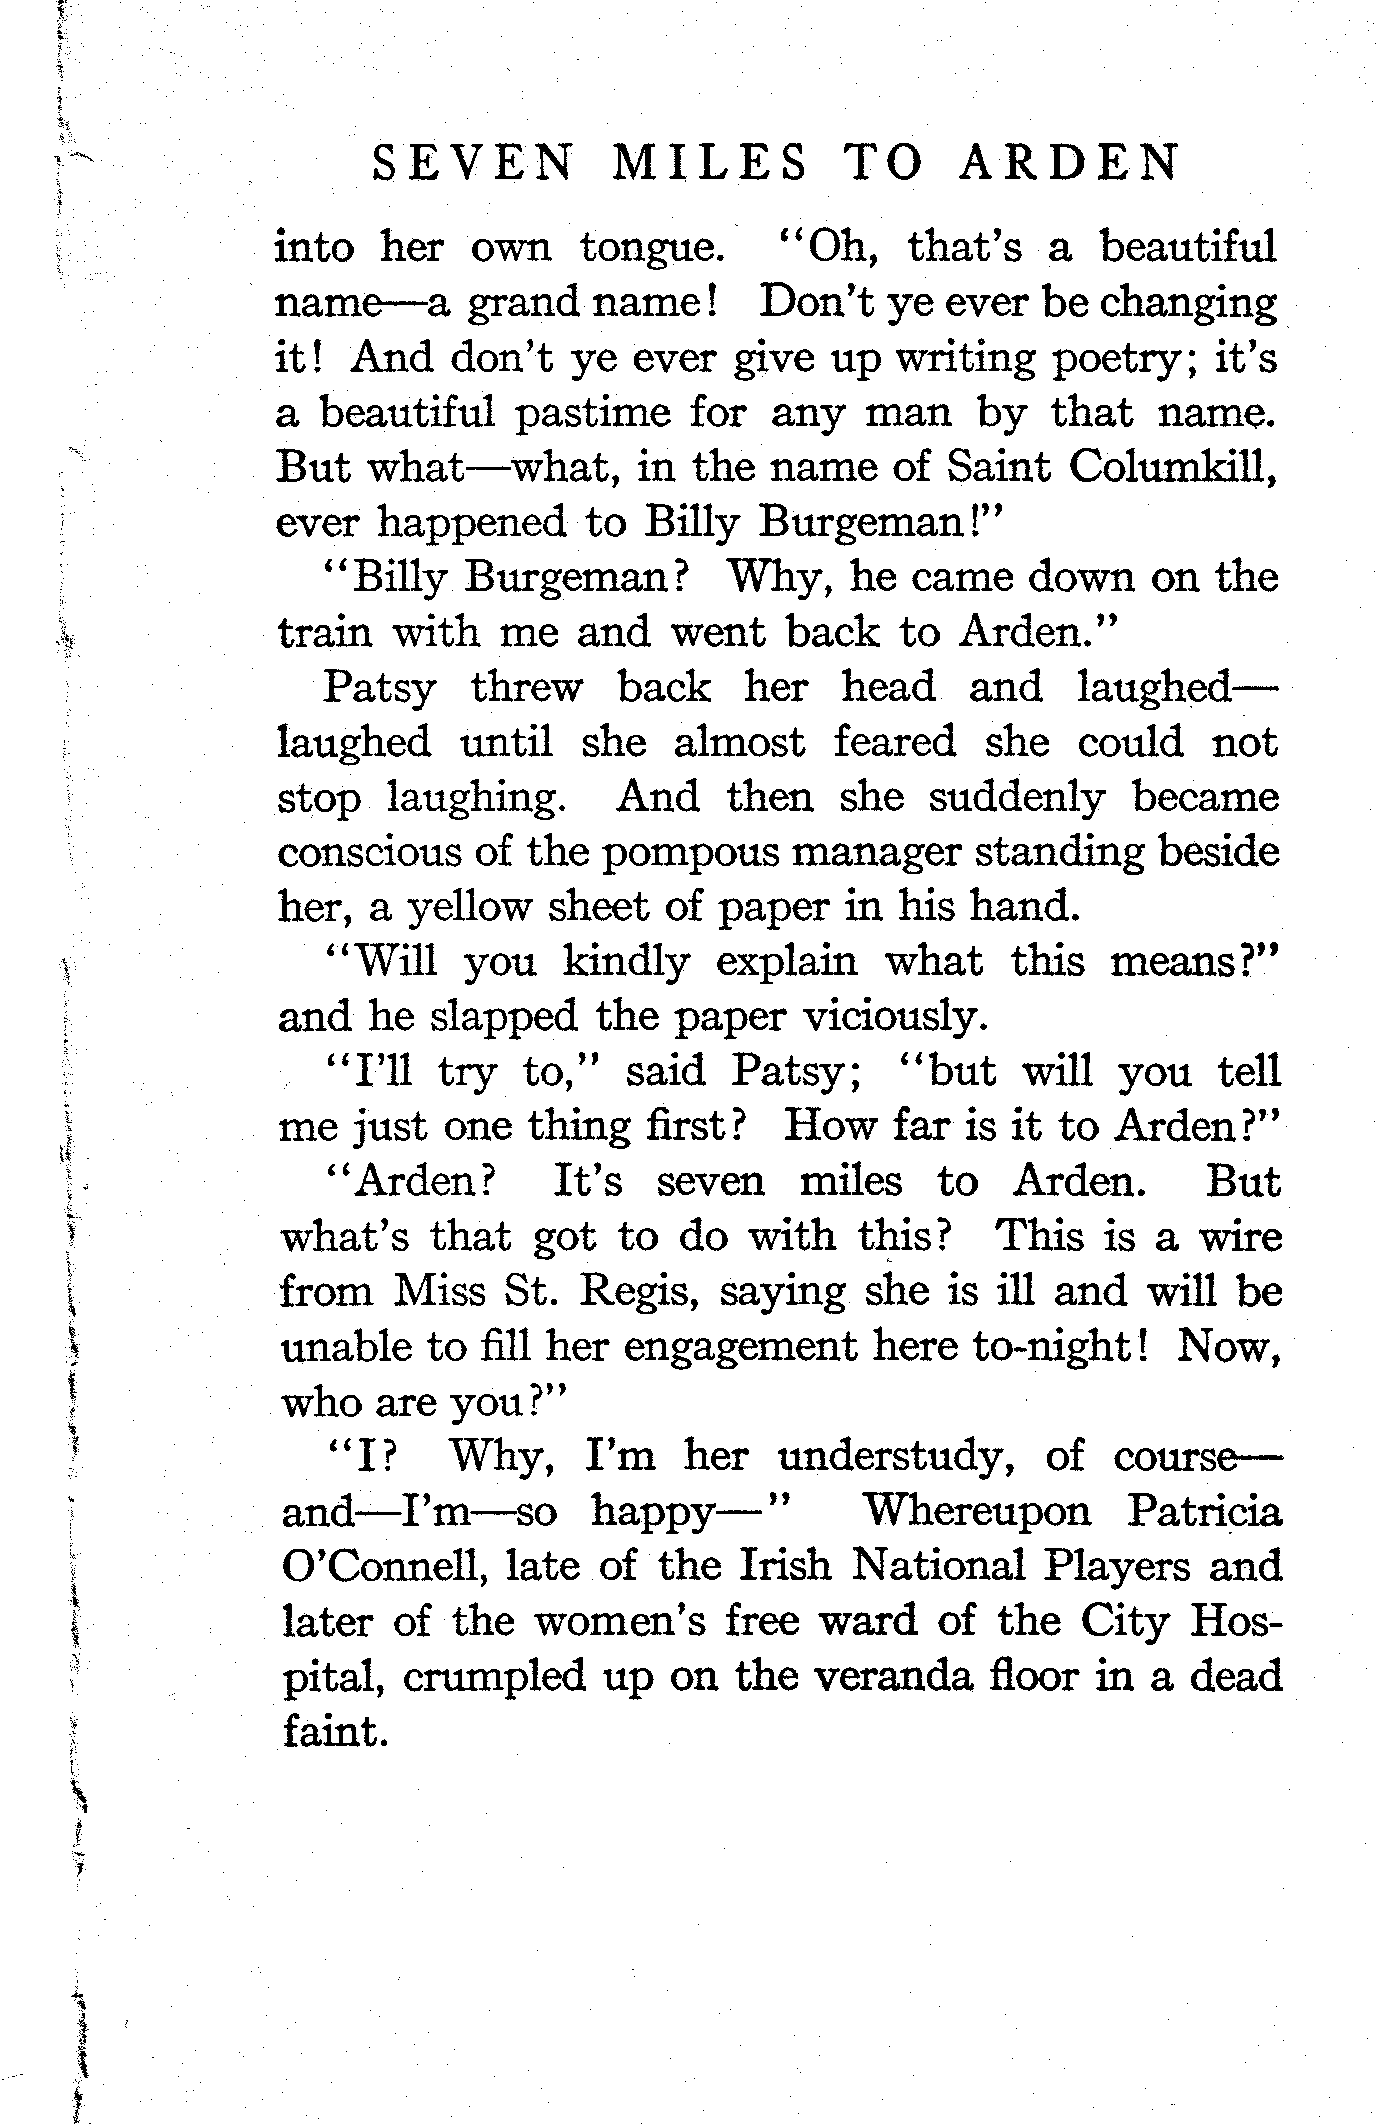 SEVEN MILES TO ARDEN
into her own tongue. "Oh, that's a beautiful
name—a grand name! Don't ye ever be changing
it! And don't ye ever give up writing poetry; it's
a beautiful pastime for any man by that name.
But what—what, in the name of Saint Columkill,
ever happened to Billy Burgeman!"
"Billy Burgeman? Why, he came down on the
train with me and went back to Arden."
Patsy threw back her head and laughed—
laughed until she almost feared she could not
stop laughing. And then she suddenly became
conscious of the pompous manager standing beside
her, a yellow sheet of paper in his hand.
"Will you kindly explain what this means?"
and he slapped the paper viciously.
"I'll try to," said Patsy; "but will you tell
me just one thing first? How far is it to Arden?"
"Arden? It's seven miles to Arden. But
what's that got to do with this? This is a wire
from Miss St. Regis, saying she is ill and will be
unable to fill her engagement here to-night! Now,
who are you?"
"I? Why, I'm her understudy, of course—
and—I'm—so happy—" Whereupon Patricia
O'Connell, late of the Irish National Players and
later of the women's free ward of the City Hos-
pital, crumpled up on the veranda floor in a dead
faint.